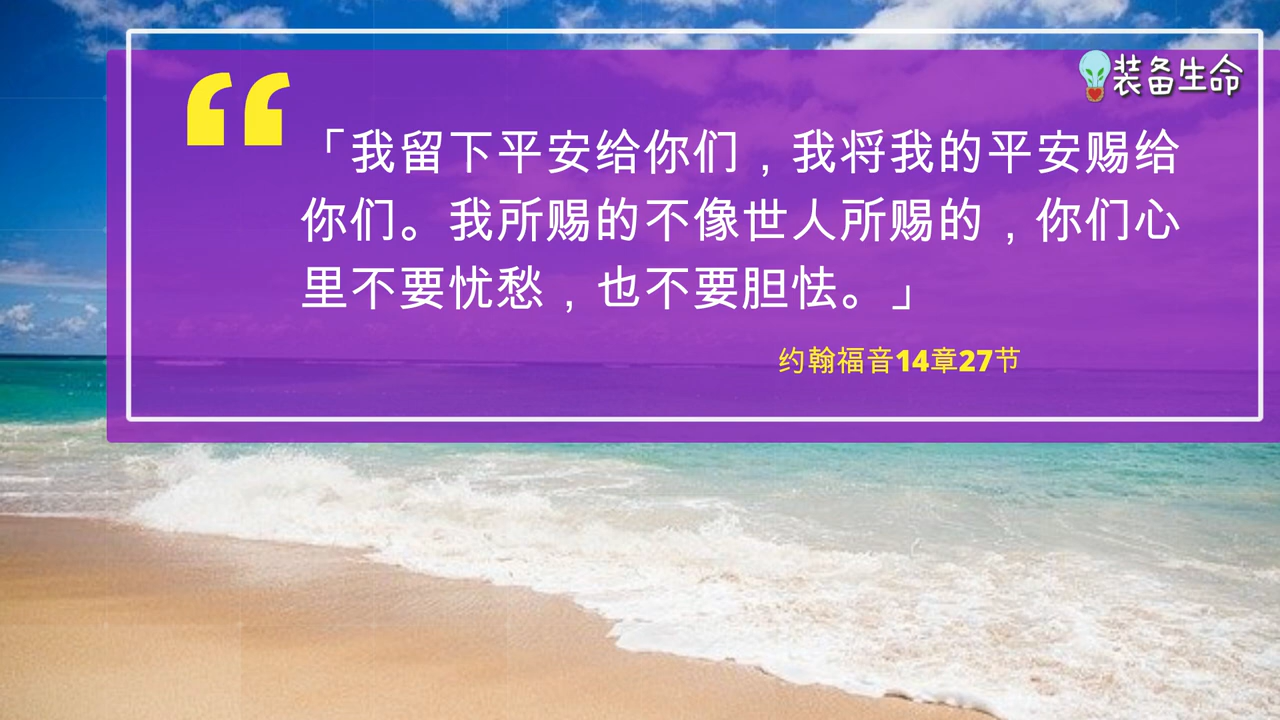 装备生命
「我留下平安给你们，我将我的平安赐给
你们。我所赐的不像世人所赐的，你们心
里不要忧愁，也不要胆怯。」
约翰福音14章27节